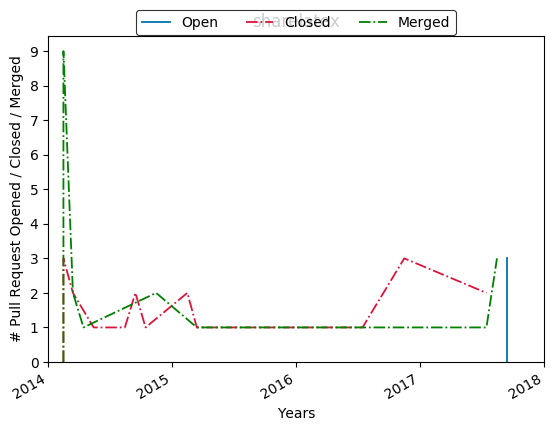 sharelatex
Open Closed Merged
# Pull Request Opened / Closed / Merged
9
8
7
6
5
4
3
2
1
0
2014 2015 2016 2017 2018
Years